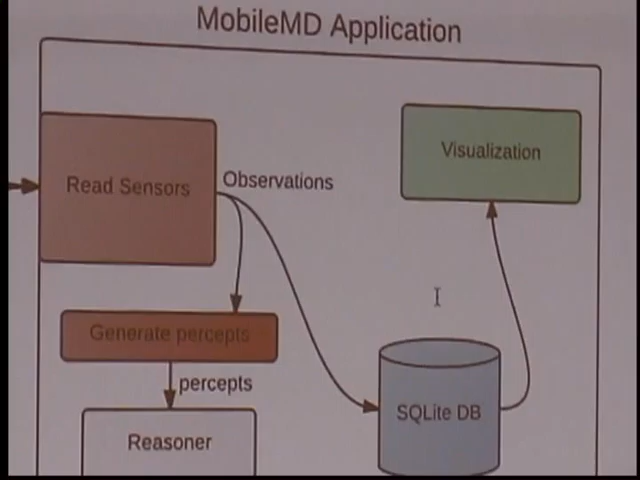 MobileMD Application
Read Sensors
Observations
Visualization
Generate percepts
percepts
SQLite DB
Reasoner